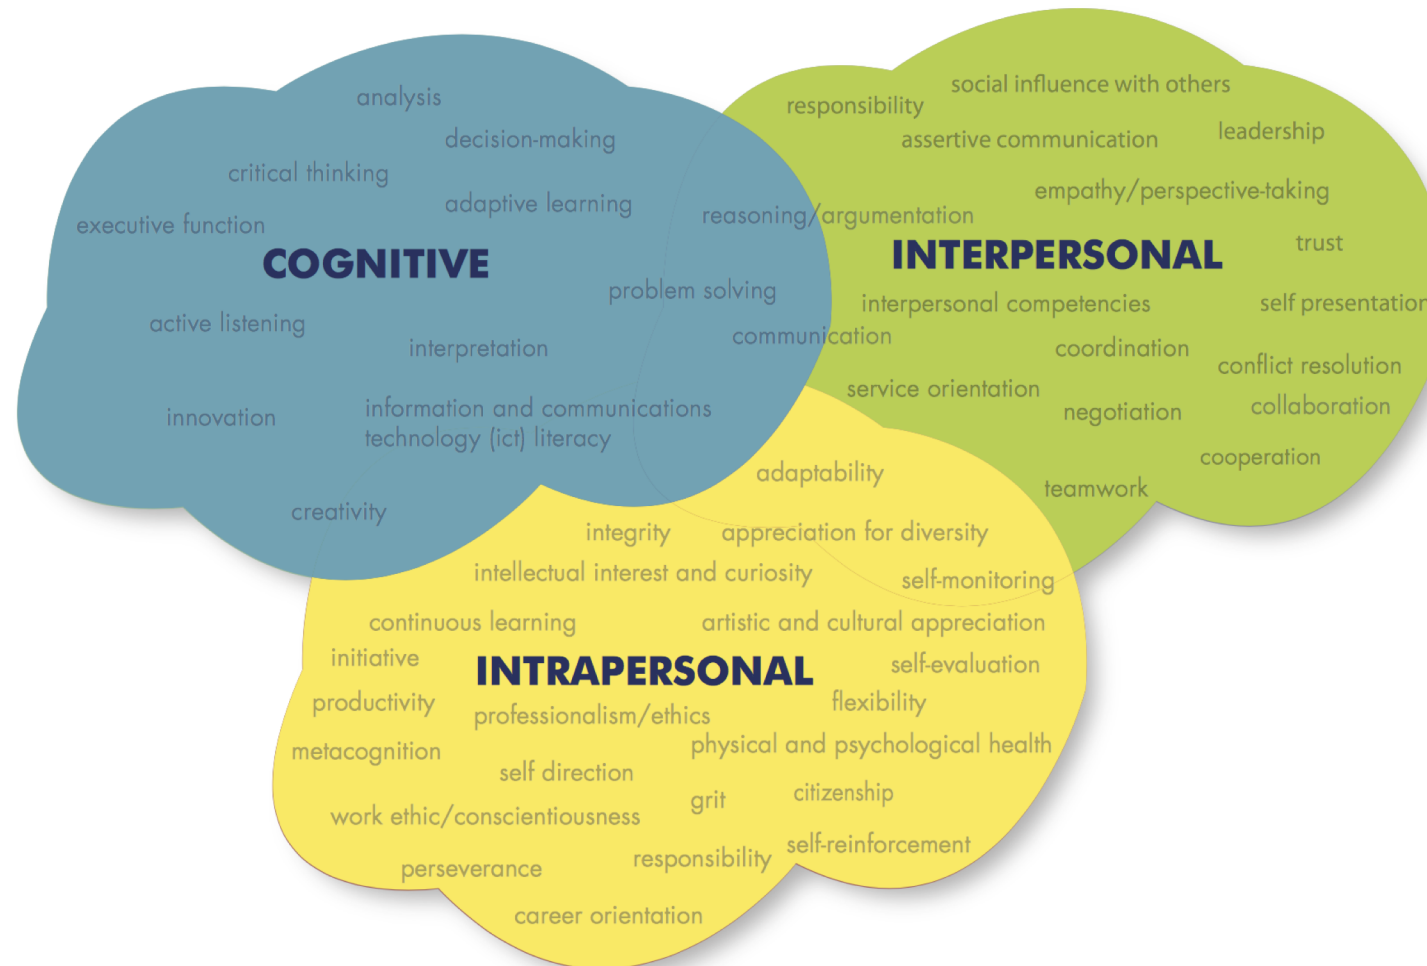 analysis
decision-making
critical thinking
adaptive learning
executive function
COGNITIVE
problem solving
active listening
interpretation
innovation
information and communications
technology (ict) literacy
creativity
reasoning/argumentation
communication
social influence with others
responsibility
assertive communication
leadership
empathy/perspective-taking
trust
INTERPERSONAL
interpersonal competencies
self presentation
coordination
conflict resolution
service orientation
negotiation
collaboration
cooperation
teamwork
adaptability
integrity
appreciation for diversity
intellectual interest and curiosity
self-monitoring
continuous learning
artistic and cultural appreciation
initiative
INTRAPERSONAL
self-evaluation
productivity
professionalism/ethics
flexibility
metacognition
physical and psychological health
self direction
grit
citizenship
work ethic/conscientiousness
self-reinforcement
perseverance
responsibility
career orientation